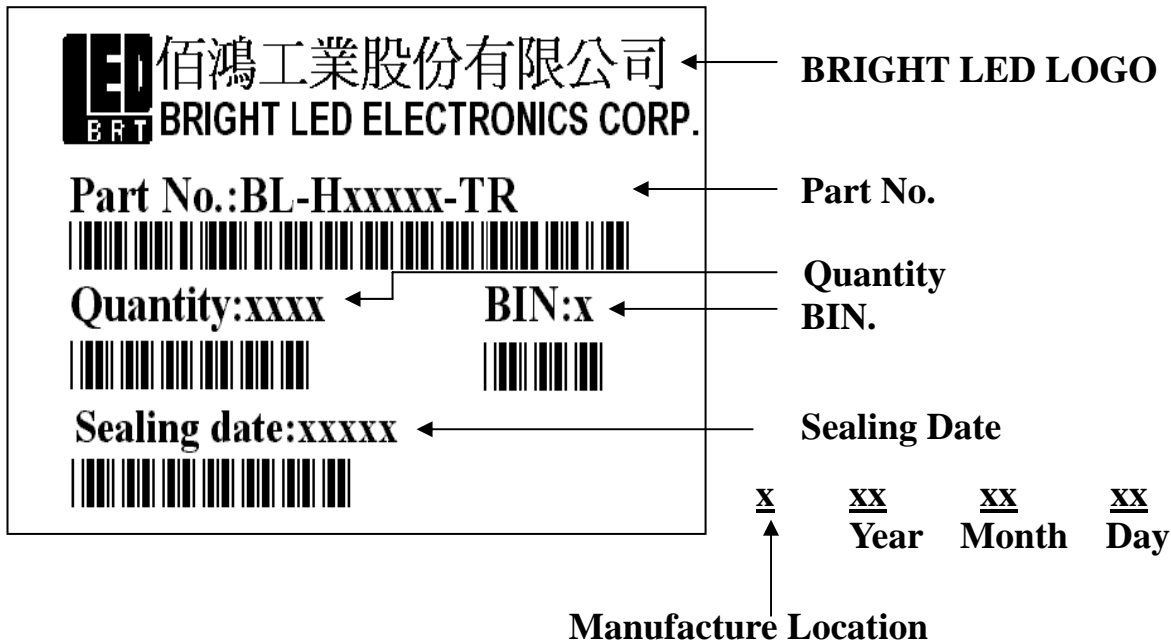 LED
BRT
佰鴻工業股份有限公司
BRIGHT LED ELECTRONICS CORP.
BRIGHT LED LOGO
Part No.:BL-Hxxxxx-TR
Part No.
Quantity:xxxx
BIN:x
Quantity
BIN.
Sealing date:xxxxx
Sealing Date
x xx xx xx
Year Month Day
Manufacture Location